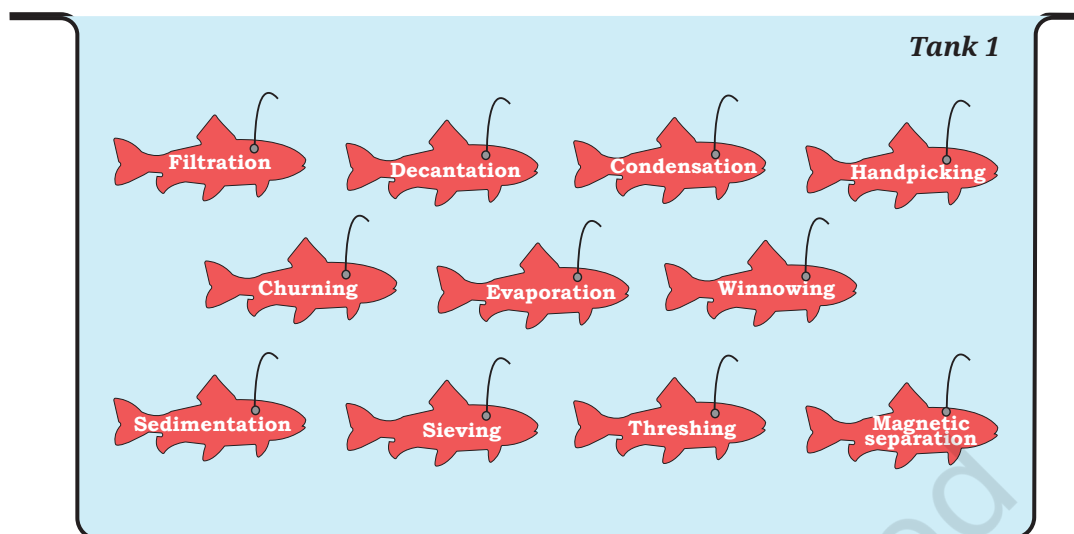 Tank 1
Filtration
Decantation
Condensation
Handpicking
Churning
Evaporation
Winnowing
Sedimentation
Sieving
Threshing
Magnetic
separation